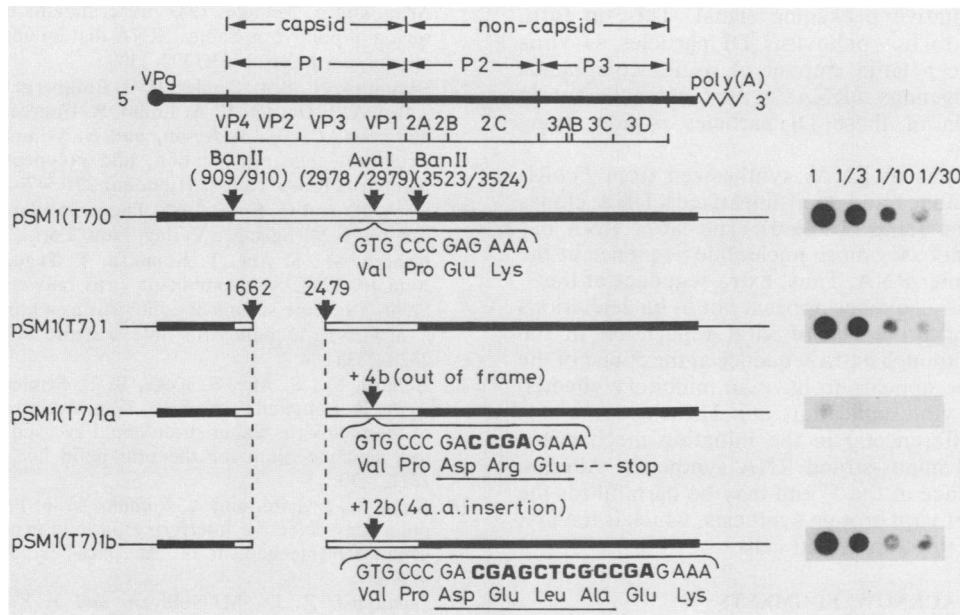 capsid
non-capsid
P1 P2 P3
VPg poly(A)
5' 3'
VP4 VP2 VP3 VP1 2A 2B 2C 3AB 3C 3D
BanII AvaI BanII
(909/910) (2978/2979)(3523/3524)
1 1/3 1/10 1/30
pSM1(T7)0
GTG CCC GAG AAA
Val Pro Glu Lys
1662 2479
pSM1(T7)1
+4b(out of frame)
pSM1(T7)1a
GTG CCC GACCGAGAAA
Val Pro Asp Arg Glu → stop
+12b(4a.a.insertion)
pSM1(T7)1b
GTG CCC GA CGAGCTCGCCGAGAAA
Val Pro Asp Glu Leu Ala Glu Lys